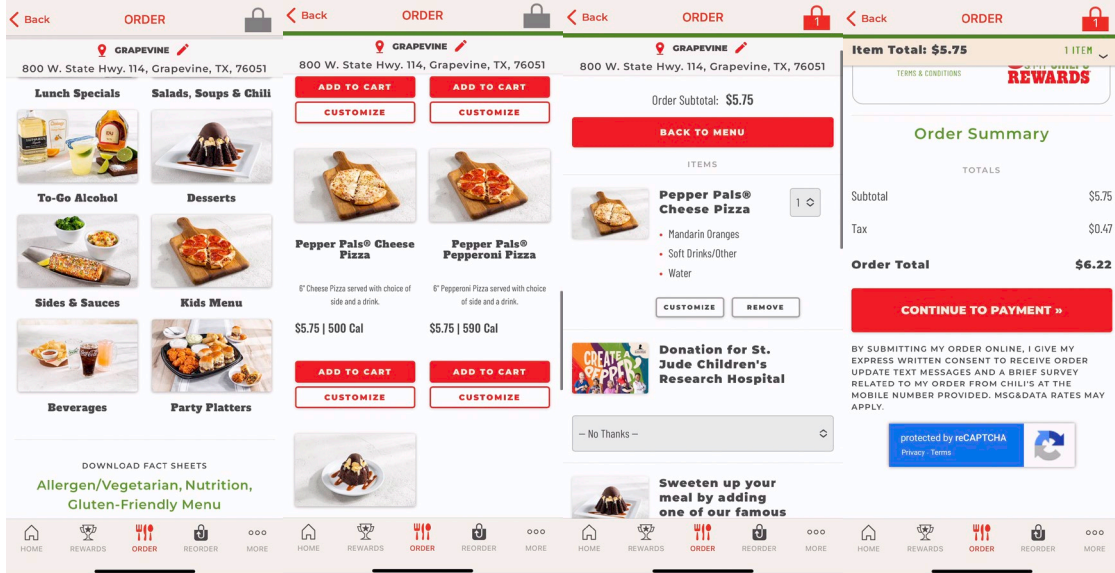 Back
ORDER
GRAPEVINE
800 W. State Hwy. 114, Grapevine, TX, 76051
Lunch Specials
Salads, Soups & Chili
To-Go Alcohol
Desserts
Sides & Sauces
Kids Menu
Beverages
Party Platters
DOWNLOAD FACT SHEETS
Allergen/Vegetarian, Nutrition,
Gluten-Friendly Menu
HOME
REWARDS
ORDER
REORDER
MORE
Back
ORDER
GRAPEVINE
800 W. State Hwy. 114, Grapevine, TX, 76051
ADD TO CART
ADD TO CART
CUSTOMIZE
CUSTOMIZE
Pepper Pals® Cheese
Pizza
Pepper Pals®
Pepperoni Pizza
6" Cheese Pizza served with choice of
side and a drink.
6" Pepperoni Pizza served with choice
of side and a drink.
$5.75 | 500 Cal
$5.75 | 590 Cal
ADD TO CART
ADD TO CART
CUSTOMIZE
CUSTOMIZE
HOME
REWARDS
ORDER
REORDER
MORE
Back
ORDER
1
GRAPEVINE
800 W. State Hwy. 114, Grapevine, TX, 76051
Order Subtotal: $5.75
BACK TO MENU
ITEMS
Pepper Pals®
Cheese Pizza
1
• Mandarin Oranges
• Soft Drinks/Other
• Water
CUSTOMIZE
REMOVE
CREATE A
PEPPER
Donation for St.
Jude Children's
Research Hospital
– No Thanks –
Sweeten up your
meal by adding
one of our famous
HOME
REWARDS
ORDER
REORDER
MORE
Back
ORDER
1
Item Total: $5.75
1 ITEM
TERMS & CONDITIONS
REWARDS
Order Summary
TOTALS
Subtotal
$5.75
Tax
$0.47
Order Total
$6.22
CONTINUE TO PAYMENT »
BY SUBMITTING MY ORDER ONLINE, I GIVE MY
EXPRESS WRITTEN CONSENT TO RECEIVE ORDER
UPDATE TEXT MESSAGES AND A BRIEF SURVEY
RELATED TO MY ORDER FROM CHILI'S AT THE
MOBILE NUMBER PROVIDED. MSG&DATA RATES MAY
APPLY.
protected by reCAPTCHA
Privacy - Terms
HOME
REWARDS
ORDER
REORDER
MORE